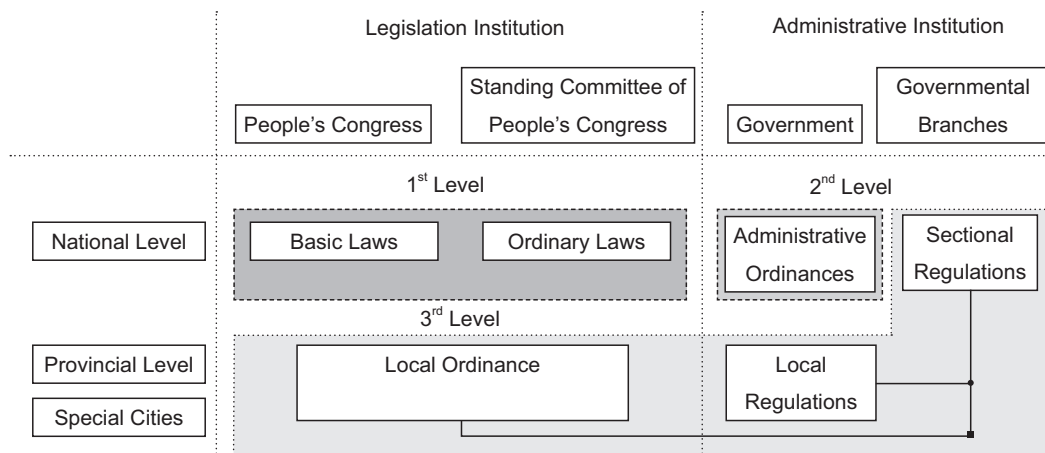 Legislation Institution
Administrative Institution
People's Congress
Standing Committee of
People's Congress
Government
Governmental
Branches
1st Level
2nd Level
National Level
Basic Laws
Ordinary Laws
Administrative
Ordinances
Sectional
Regulations
3rd Level
Provincial Level
Special Cities
Local Ordinance
Local
Regulations